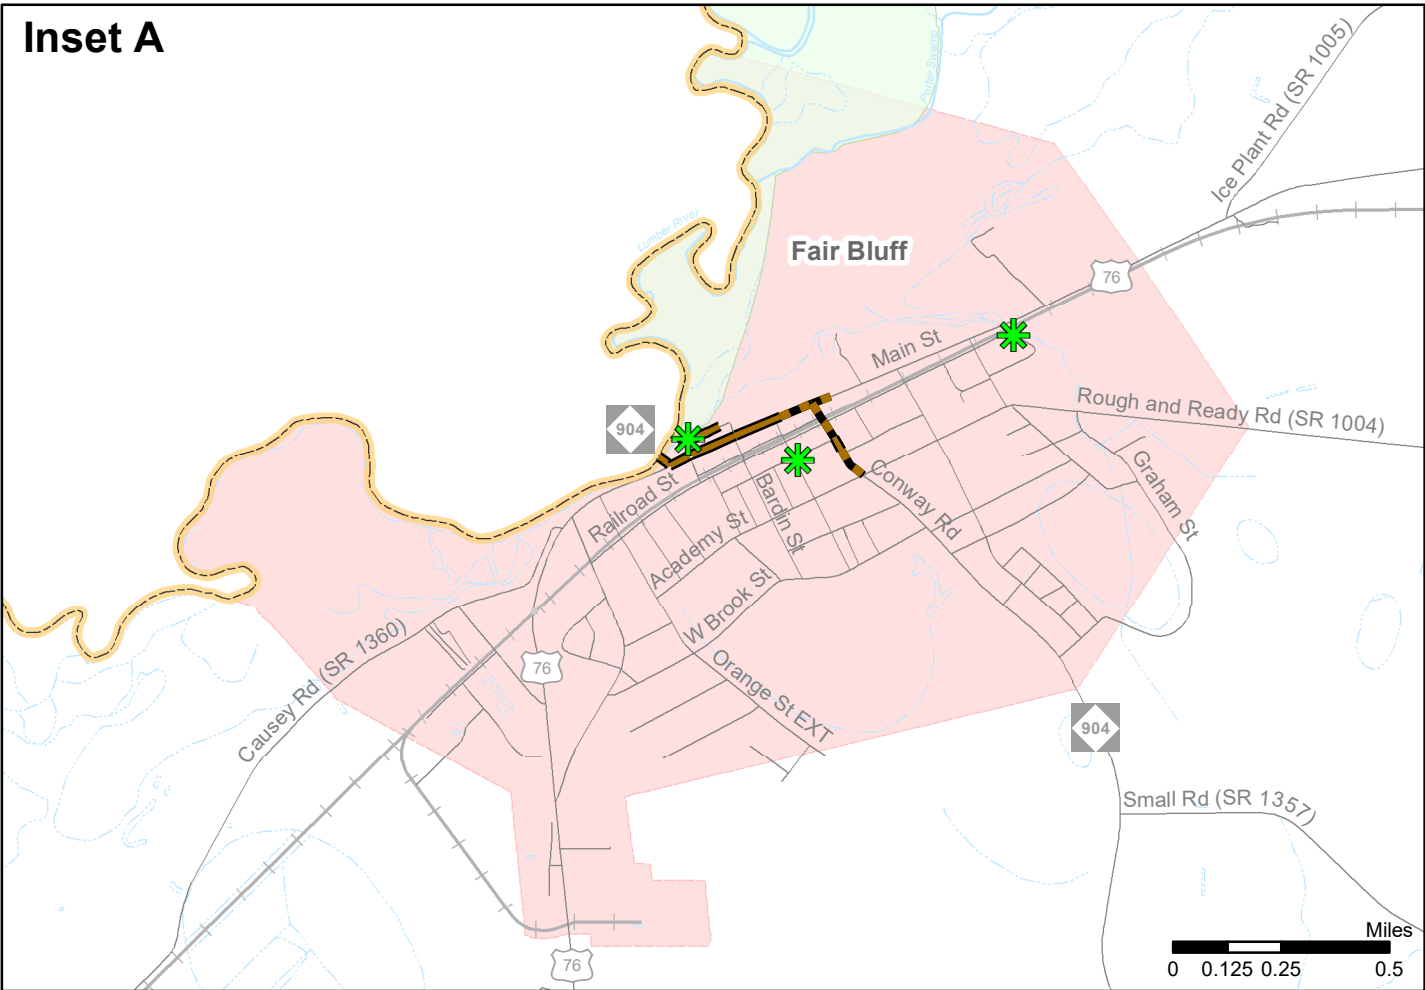 Inset A
Ice Plant Rd (SR 1005)
Porter Swamp
Lumber River
Fair Bluff
76
Main St
904
Rough and Ready Rd (SR 1004)
Railroad St
Bardin St
Conway Rd
Graham St
Academy St
W Brook St
Causey Rd (SR 1360)
76
Orange St EXT
904
Small Rd (SR 1357)
76
Miles
0 0.125 0.25 0.5